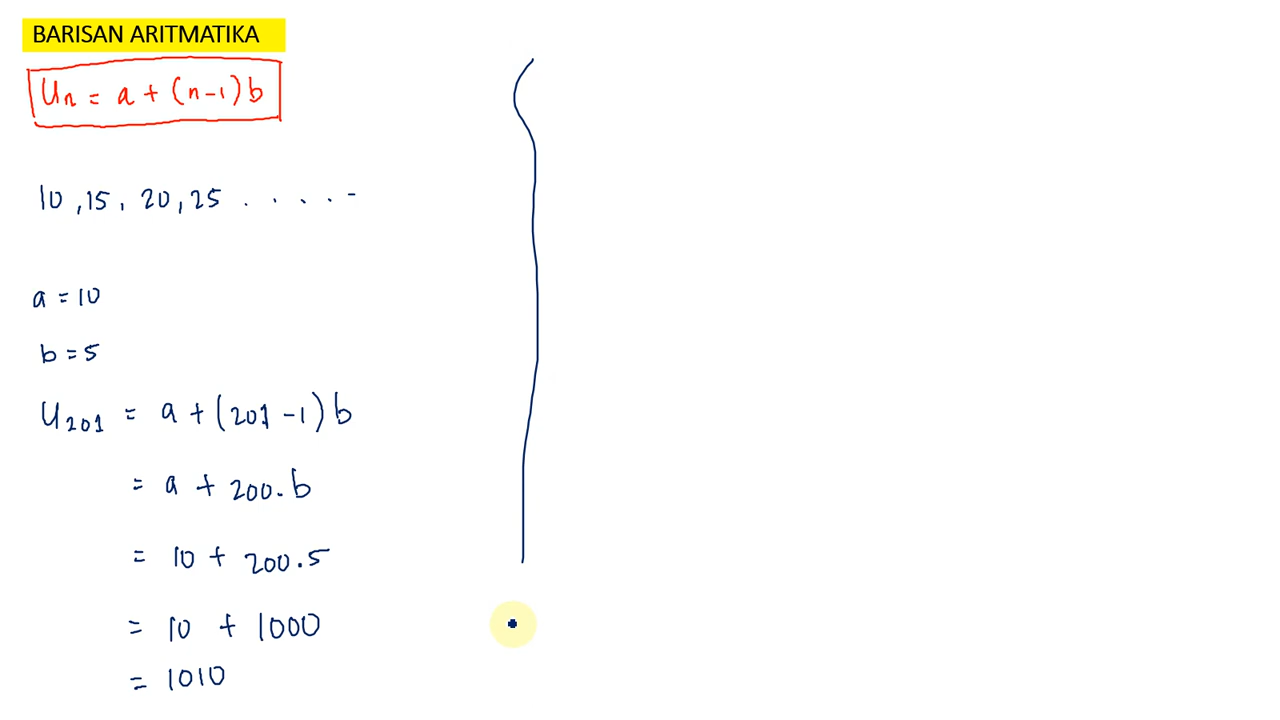 BARISAN ARITMATIKA
Un = a + (n-1) b
10, 15, 20, 25 . . . . . -
a = 10
b = 5
U201 = a + (201 - 1) b
= a + 200.b
= 10 + 200.5
= 10 + 1000
= 1010